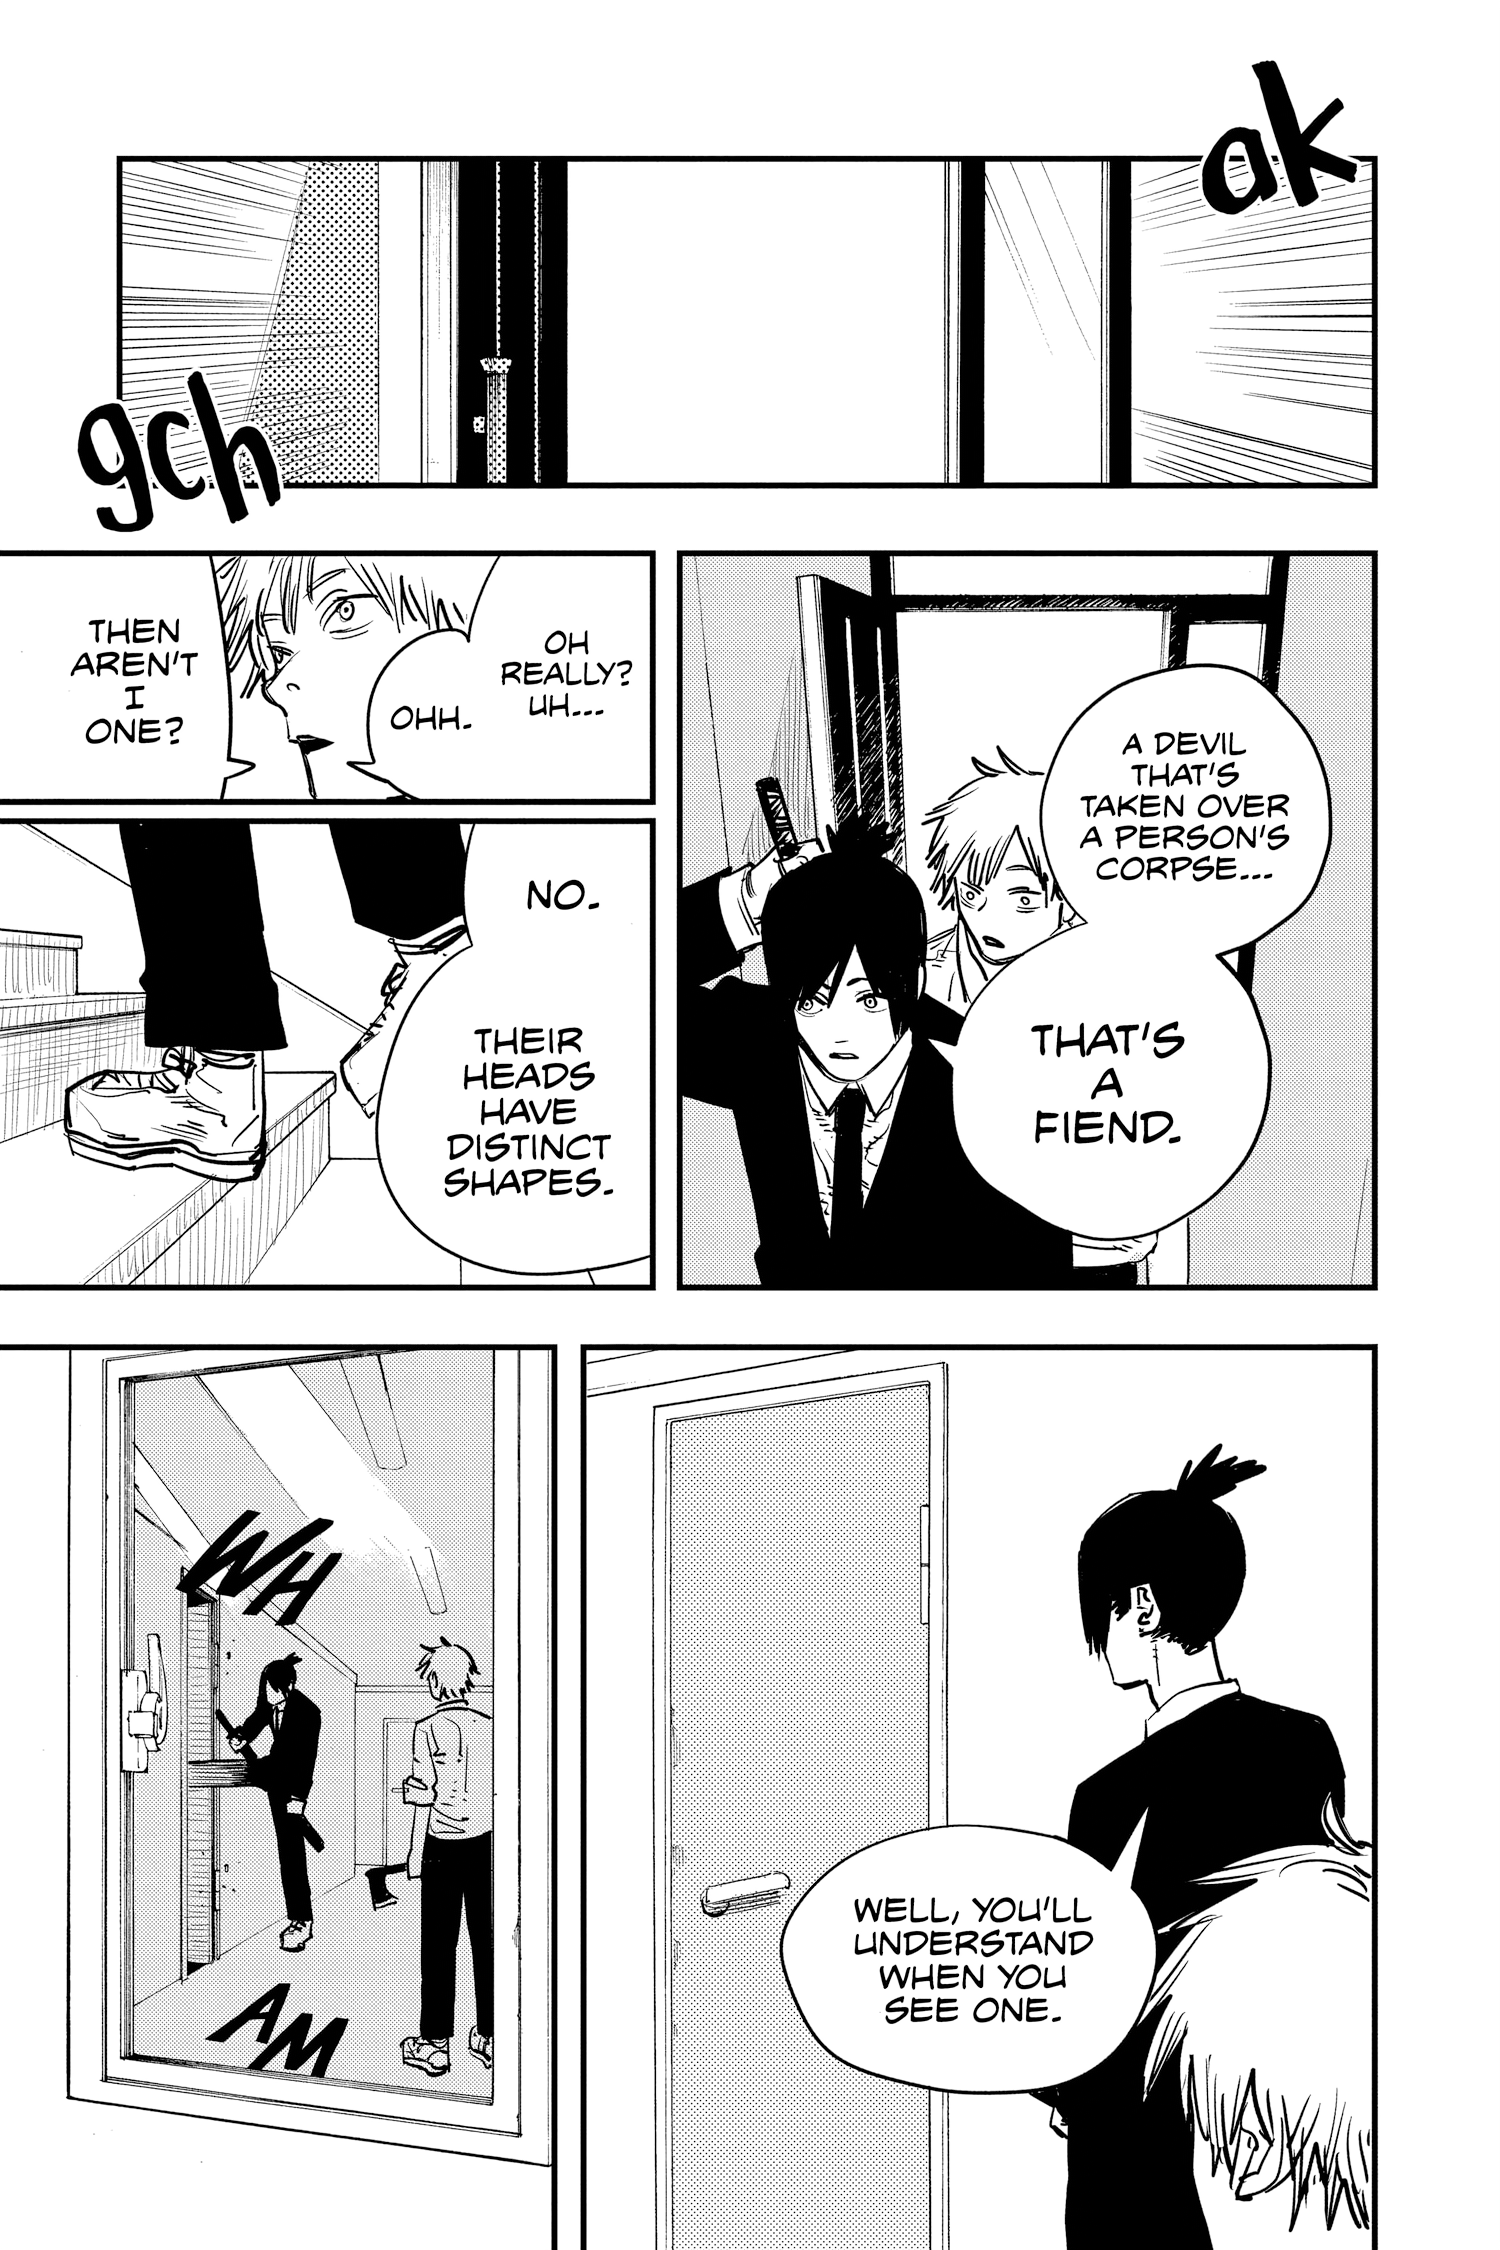 ak
gch
A DEVIL
THAT'S
TAKEN OVER
A PERSON'S
CORPSE...
THAT'S
A
FIEND.
OH
REALLY?
UH...
OHH.
THEN
AREN'T
I
ONE?
NO.
THEIR
HEADS
HAVE
DISTINCT
SHAPES.
WELL, YOU'LL
UNDERSTAND
WHEN YOU
SEE ONE.
WH
AM